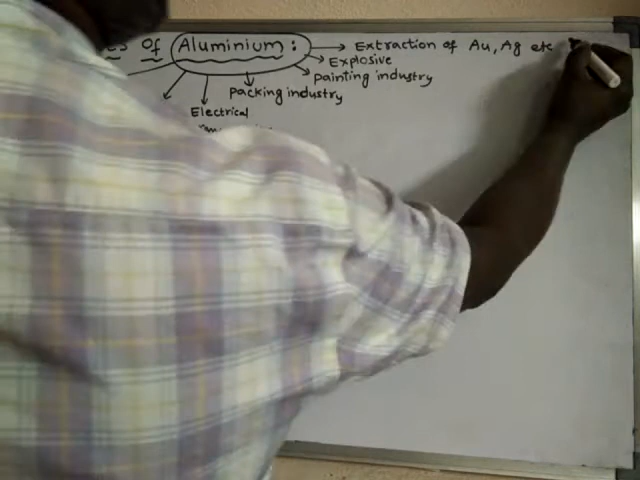 of Aluminium :
Extraction of Au, Ag etc
Explosive
Painting industry
Packing industry
Electrical